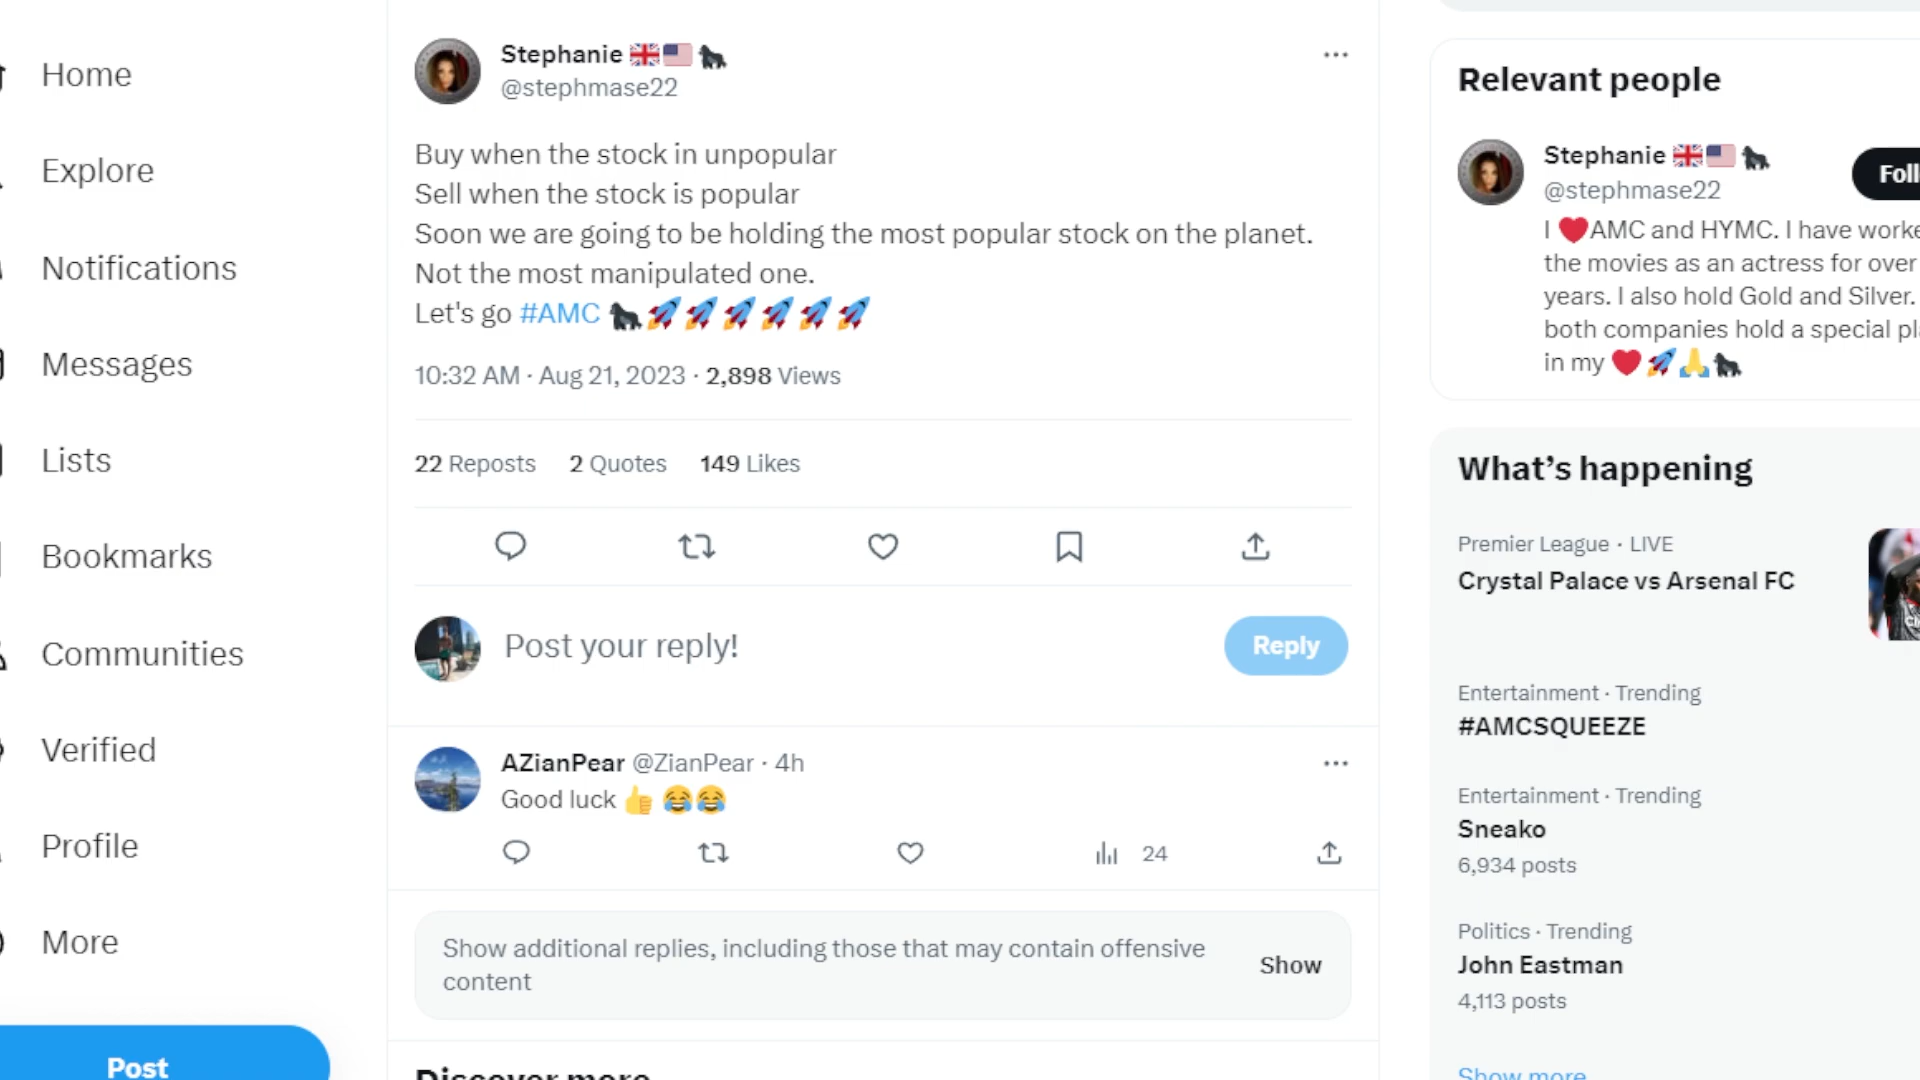 Home
Explore
Notifications
Messages
Lists
Bookmarks
Communities
Verified
Profile
More
Post
Stephanie 🇬🇧🇺🇸🦍
@stephmase22
Buy when the stock in unpopular
Sell when the stock is popular
Soon we are going to be holding the most popular stock on the planet.
Not the most manipulated one.
Let's go #AMC 🦍🚀🚀🚀🚀🚀🚀
10:32 AM · Aug 21, 2023 · 2,898 Views
22 Reposts 2 Quotes 149 Likes
Post your reply!
Reply
AZianPear @ZianPear · 4h
Good luck 👍 😂😂
24
Show additional replies, including those that may contain offensive
content
Show
Discover more
Relevant people
Stephanie 🇬🇧🇺🇸🦍
@stephmase22
Foll
I ❤️AMC and HYMC. I have worke
the movies as an actress for over
years. I also hold Gold and Silver.
both companies hold a special pl
in my ❤️🚀🙏🦍
What's happening
Premier League · LIVE
Crystal Palace vs Arsenal FC
Entertainment · Trending
#AMCSQUEEZE
Entertainment · Trending
Sneako
6,934 posts
Politics · Trending
John Eastman
4,113 posts
Show more